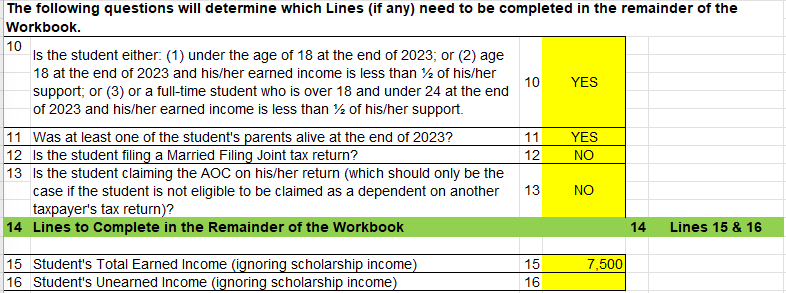 The following questions will determine which Lines (if any) need to be completed in the remainder of the
Workbook.
10 Is the student either: (1) under the age of 18 at the end of 2023; or (2) age
18 at the end of 2023 and his/her earned income is less than ½ of his/her
support; or (3) or a full-time student who is over 18 and under 24 at the end
of 2023 and his/her earned income is less than ½ of his/her support.
10 YES
11 Was at least one of the student's parents alive at the end of 2023? 11 YES
12 Is the student filing a Married Filing Joint tax return? 12 NO
13 Is the student claiming the AOC on his/her return (which should only be the
case if the student is not eligible to be claimed as a dependent on another
taxpayer's tax return)?
13 NO
14 Lines to Complete in the Remainder of the Workbook 14 Lines 15 & 16
15 Student's Total Earned Income (ignoring scholarship income) 15 7,500
16 Student's Unearned Income (ignoring scholarship income) 16